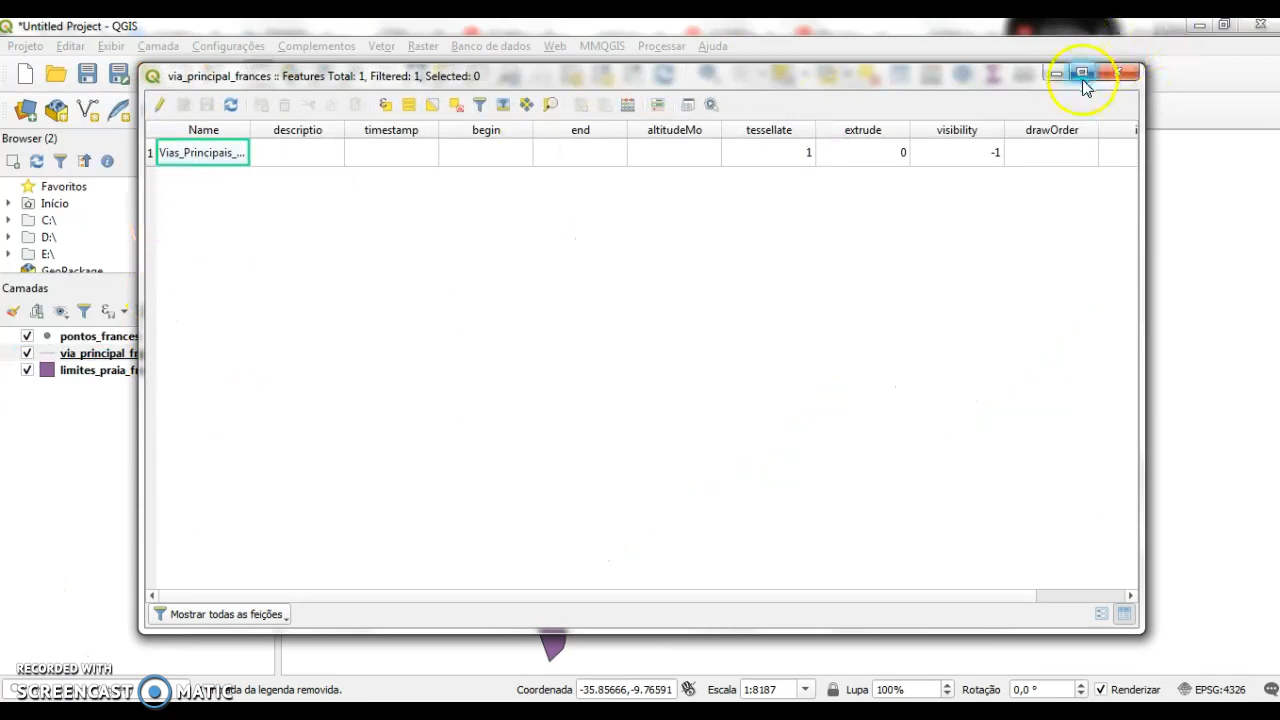 *Untitled Project - QGIS
Projeto Editar Exibir Camada Configurações Complementos Vetor Raster Banco de dados Web MMQGIS Processar Ajuda
via_principal_frances :: Features Total: 1, Filtered: 1, Selected: 0
Browser (2)
Name descriptio timestamp begin end altitudeMo tessellate extrude visibility drawOrder i
1 Vias_Principais_... 1 0 -1
Favoritos
Início
C:\
D:\
E:\
GeoPackage
Camadas
pontos_frances
via_principal_fr
limites_praia_fr
Mostrar todas as feições
RECORDED WITH
SCREENCAST MATIC
da da legenda removida.
Coordenada -35.85666,-9.76591 Escala 1:8187 Lupa 100% Rotação 0,0 ° Renderizar EPSG:4326